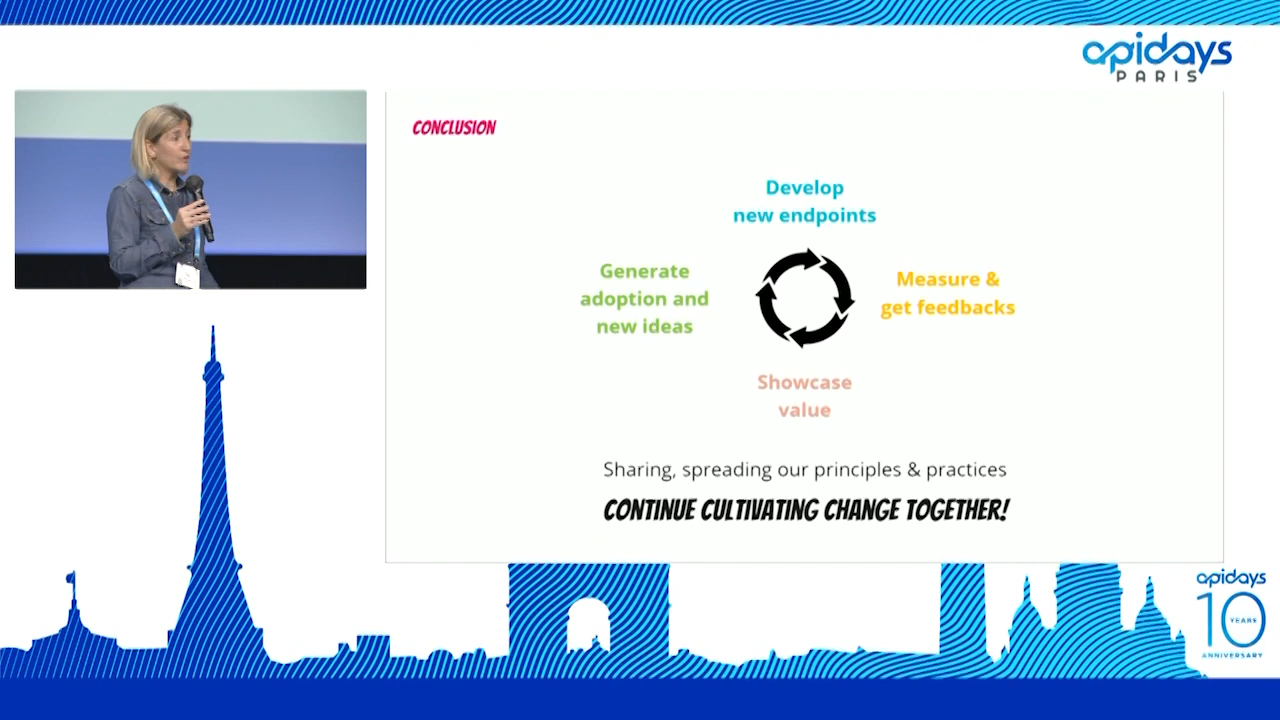 apidays
PARIS
CONCLUSION
Develop
new endpoints
Generate
adoption and
new ideas
Measure &
get feedbacks
Showcase
value
Sharing, spreading our principles & practices
CONTINUE CULTIVATING CHANGE TOGETHER!
apidays
10
YEARS
ANNIVERSARY